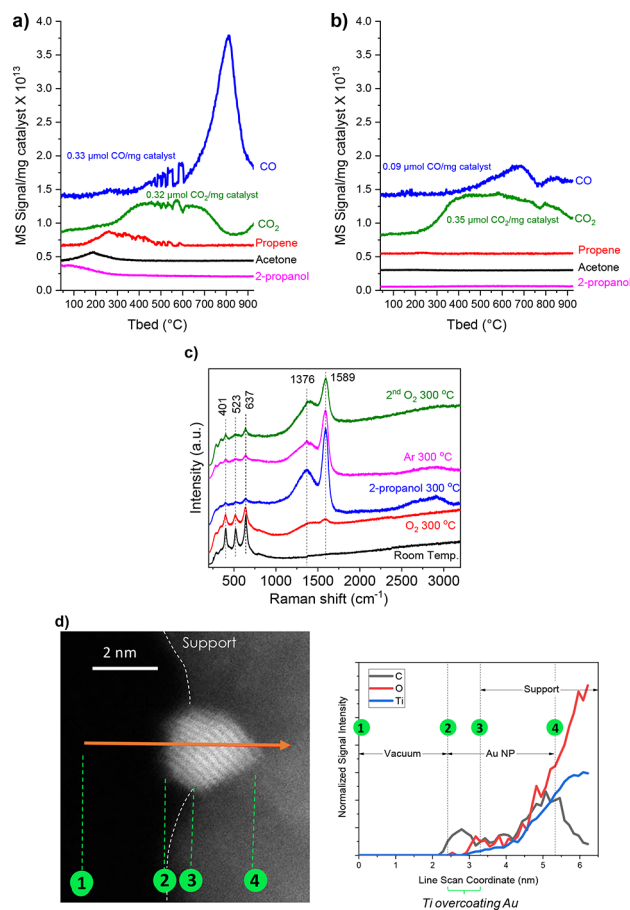 a)
MS Signal/mg catalyst X 10¹³
4.0
3.5
3.0
2.5
2.0
1.5
1.0
0.5
0.0
0.33 µmol CO/mg catalyst
CO
0.32 µmol CO₂/mg catalyst
CO₂
Propene
Acetone
2-propanol
100 200 300 400 500 600 700 800 900
Tbed (°C)
b)
MS Signal/mg catalyst X 10¹³
4.0
3.5
3.0
2.5
2.0
1.5
1.0
0.5
0.0
0.09 µmol CO/mg catalyst
CO
0.35 µmol CO₂/mg catalyst
CO₂
Propene
Acetone
2-propanol
100 200 300 400 500 600 700 800 900
Tbed (°C)
c)
Intensity (a.u.)
401
523
637
1376
1589
2ⁿᵈ O₂ 300 °C
Ar 300 °C
2-propanol 300 °C
O₂ 300 °C
Room Temp.
500 1000 1500 2000 2500 3000
Raman shift (cm⁻¹)
d)
2 nm
Support
1
2
3
4
Normalized Signal Intensity
C
O
Ti
Support
1
2
3
4
Vacuum
Au NP
0 1 2 3 4 5 6
Line Scan Coordinate (nm)
Ti overcoating Au